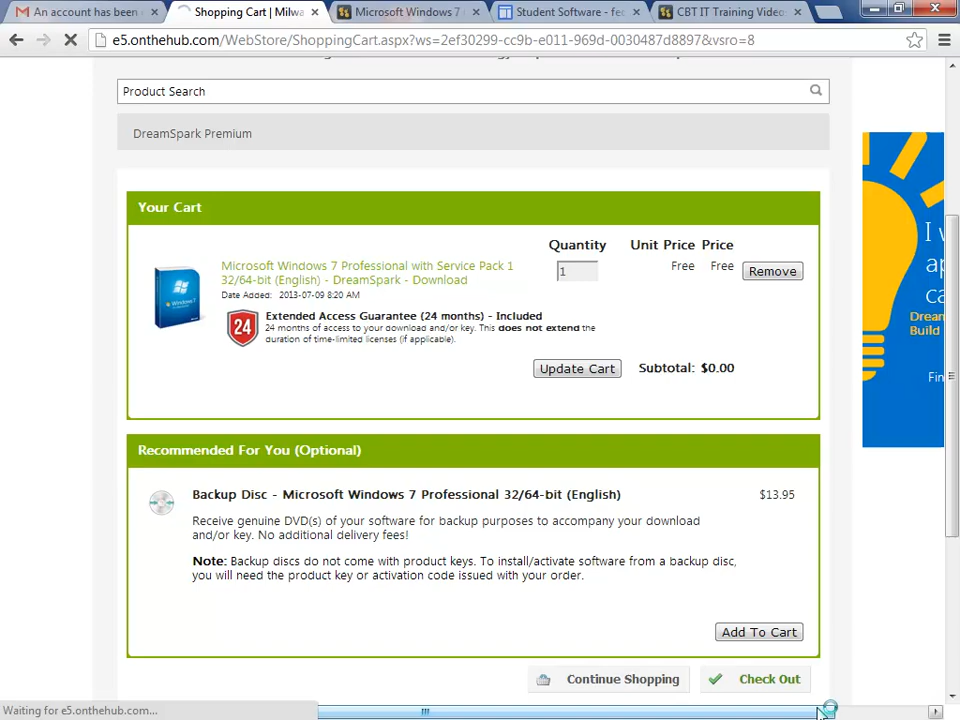 An account has been
Shopping Cart | Milwa
Microsoft Windows 7
Student Software - fe
CBT IT Training Video
e5.onthehub.com/WebStore/ShoppingCart.aspx?ws=2ef30299-cc9b-e011-969d-0030487d8897&vsro=8
Product Search
DreamSpark Premium
Your Cart
Quantity Unit Price Price
Microsoft Windows 7 Professional with Service Pack 1
32/64-bit (English) - DreamSpark - Download
1 Free Free Remove
Date Added: 2013-07-09 8:20 AM
24
Extended Access Guarantee (24 months) - Included
24 months of access to your download and/or key. This does not extend the
duration of time-limited licenses (if applicable).
Update Cart Subtotal: $0.00
Recommended For You (Optional)
Backup Disc - Microsoft Windows 7 Professional 32/64-bit (English) $13.95
Receive genuine DVD(s) of your software for backup purposes to accompany your download
and/or key. No additional delivery fees!
Note: Backup discs do not come with product keys. To install/activate software from a backup disc,
you will need the product key or activation code issued with your order.
Add To Cart
Continue Shopping Check Out
I w
ap
ca
Dream
Build
Fin
Waiting for e5.onthehub.com...